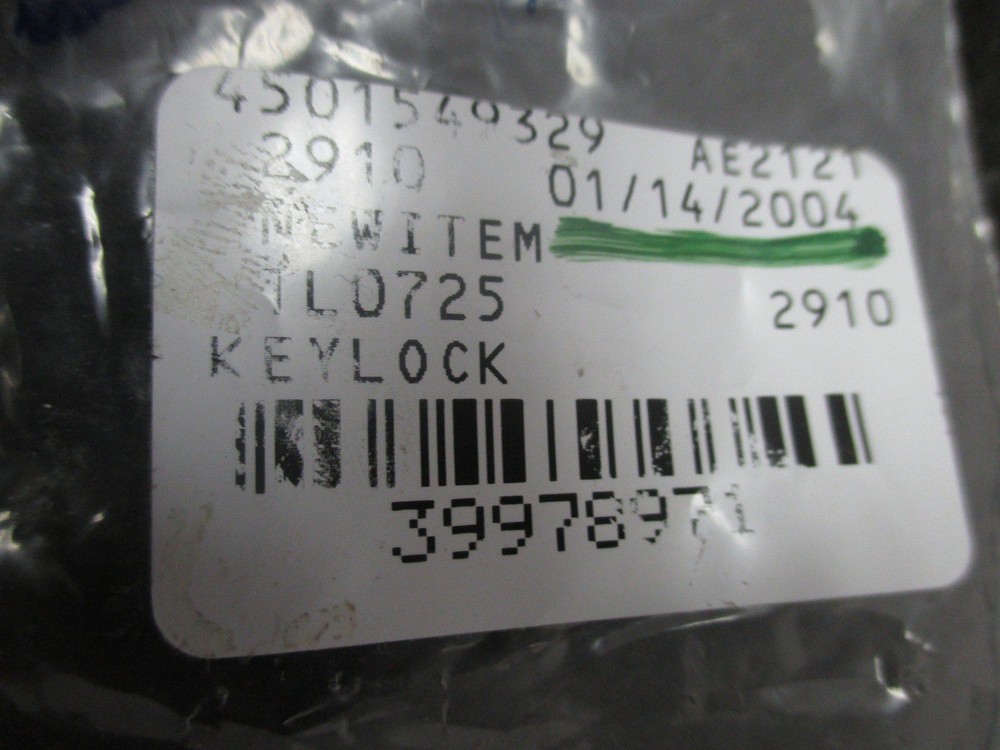 4501549329 AE2121
2910 01/14/2004
NEWITEM
TL0725 2910
KEYLOCK
39978971